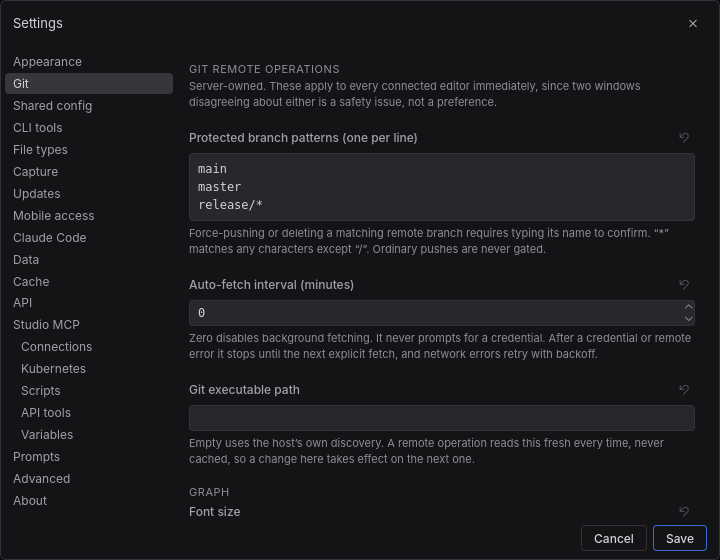 Settings
Appearance
Git
Shared config
CLI tools
File types
Capture
Updates
Mobile access
Claude Code
Data
Cache
API
Studio MCP
Connections
Kubernetes
Scripts
API tools
Variables
Prompts
Advanced
About
GIT REMOTE OPERATIONS
Server-owned. These apply to every connected editor immediately, since two windows
disagreeing about either is a safety issue, not a preference.
Protected branch patterns (one per line)
main
master
release/*
Force-pushing or deleting a matching remote branch requires typing its name to confirm. “*”
matches any characters except “/”. Ordinary pushes are never gated.
Auto-fetch interval (minutes)
0
Zero disables background fetching. It never prompts for a credential. After a credential or remote
error it stops until the next explicit fetch, and network errors retry with backoff.
Git executable path
Empty uses the host’s own discovery. A remote operation reads this fresh every time, never
cached, so a change here takes effect on the next one.
GRAPH
Font size
Cancel
Save